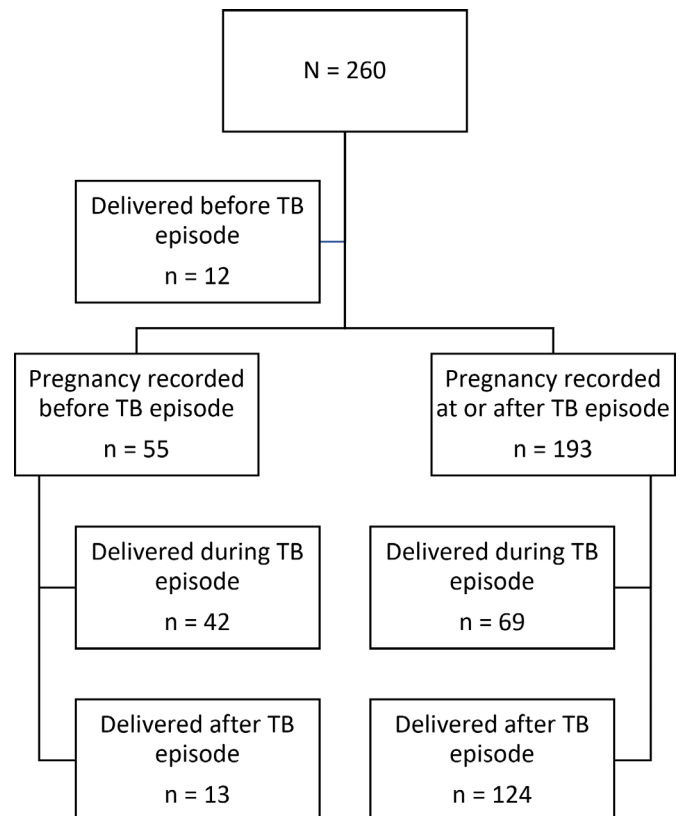 N = 260
Delivered before TB
episode
n = 12
Pregnancy recorded
before TB episode
n = 55
Pregnancy recorded
at or after TB episode
n = 193
Delivered during TB
episode
n = 42
Delivered during TB
episode
n = 69
Delivered after TB
episode
n = 13
Delivered after TB
episode
n = 124